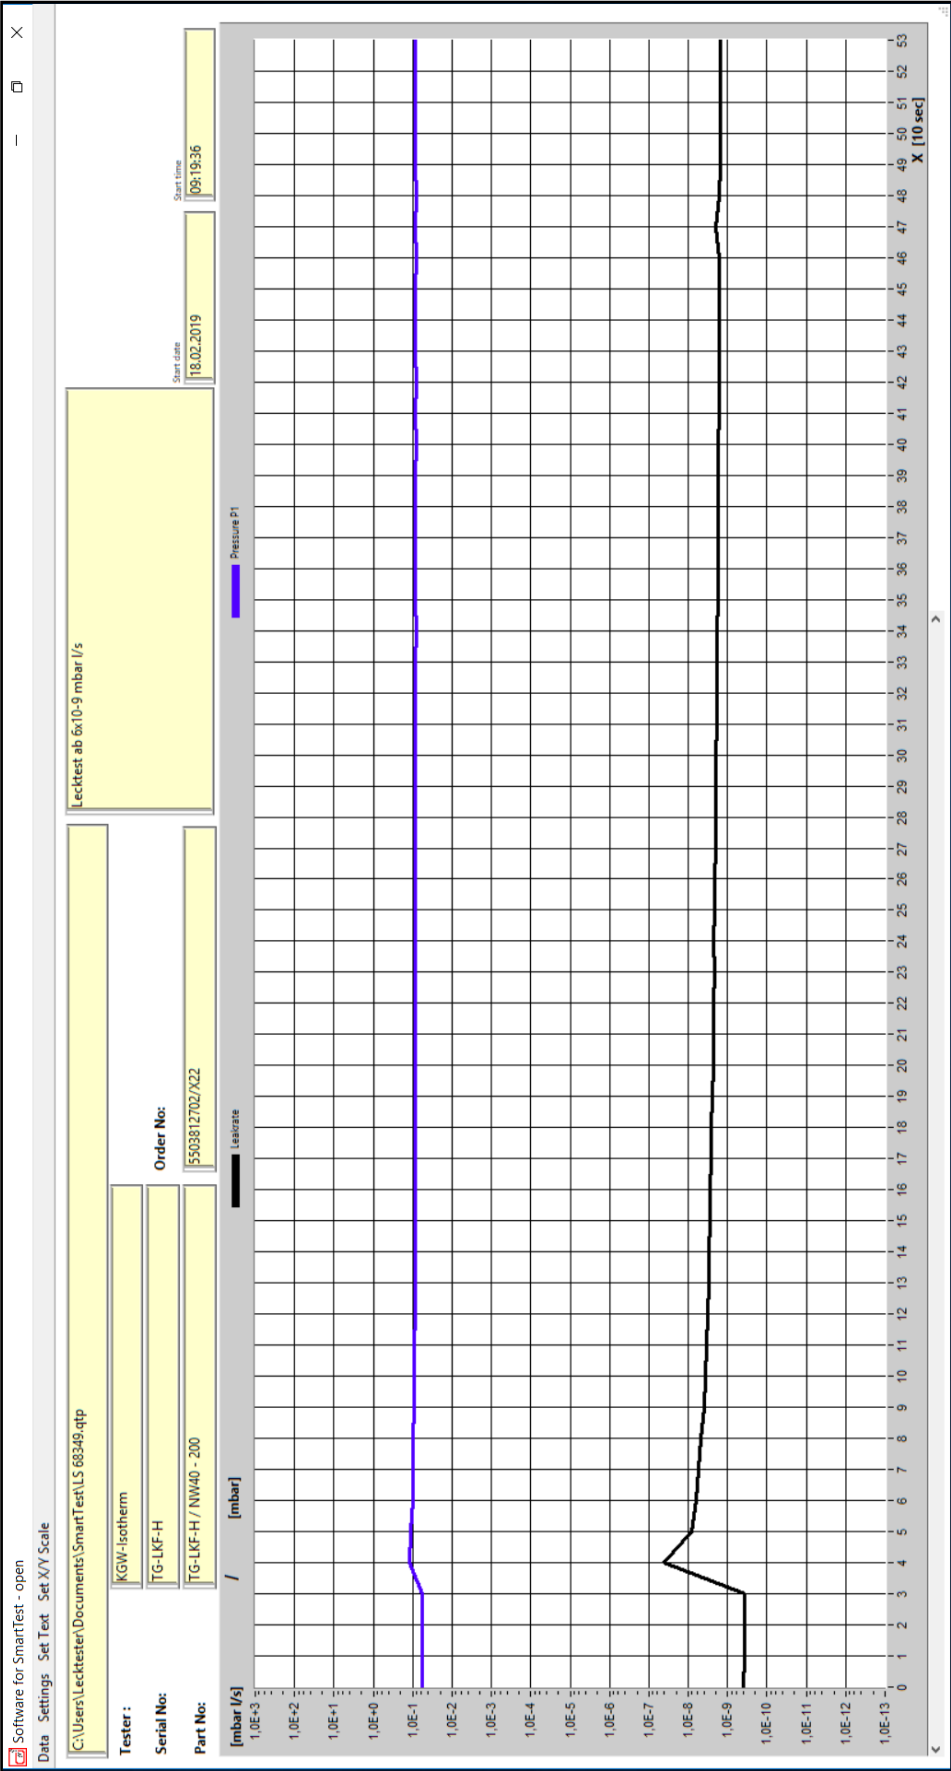 Software for SmartTest - open
Data Settings Set Text Set X/Y Scale
C:\Users\Lecktester\Documents\SmartTest\LS 68349.qtp
Lecktest ab 6x10-9 mbar l/s
Tester :
KGW-Isotherm
Serial No:
TG-LKF-H
Order No:
Start date
Start time
Part No:
TG-LKF-H / NW40 - 200
5503812702/X22
18.02.2019
09:19:36
[mbar l/s] / [mbar]
Leakrate
Pressure P1
1,0E+3
1,0E+2
1,0E+1
1,0E+0
1,0E-1
1,0E-2
1,0E-3
1,0E-4
1,0E-5
1,0E-6
1,0E-7
1,0E-8
1,0E-9
1,0E-10
1,0E-11
1,0E-12
1,0E-13
0 1 2 3 4 5 6 7 8 9 10 11 12 13 14 15 16 17 18 19 20 21 22 23 24 25 26 27 28 29 30 31 32 33 34 35 36 37 38 39 40 41 42 43 44 45 46 47 48 49 50 51 52 53
X [10 sec]